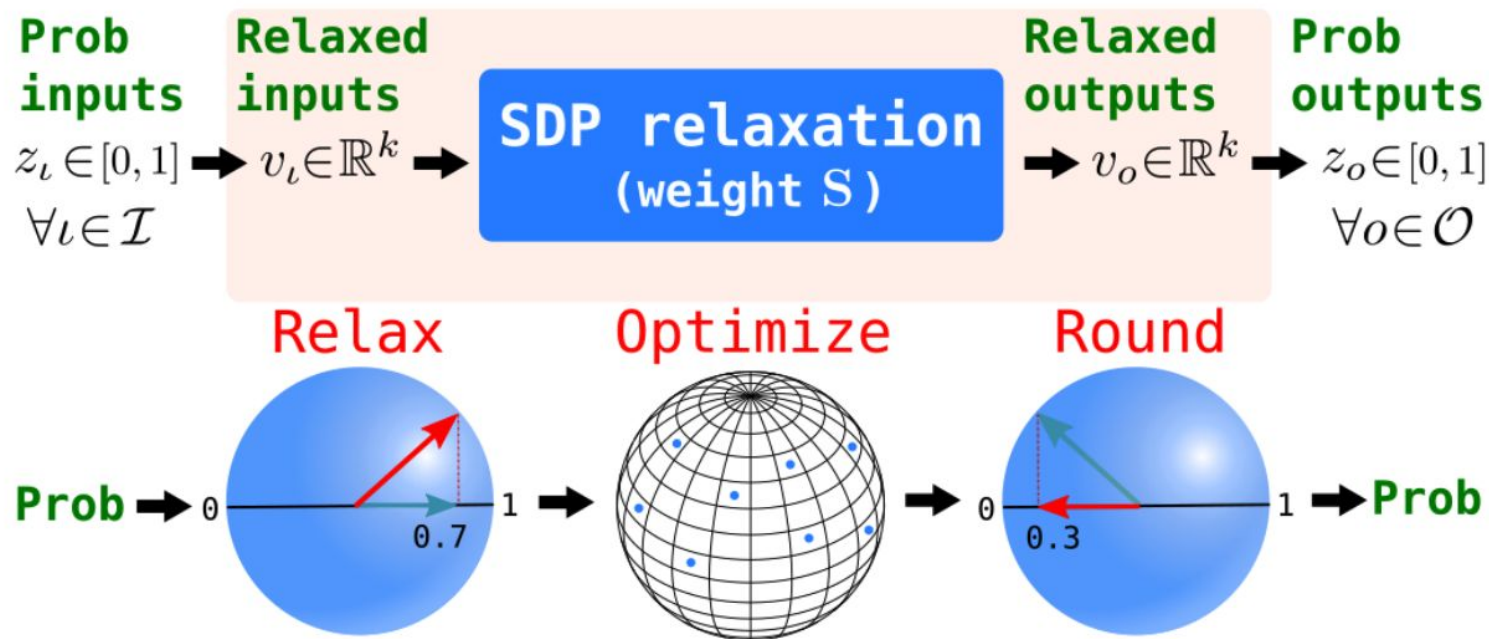 Prob inputs
z_ι ∈ [0, 1]
∀ι ∈ ℐ
Relaxed inputs
v_ι ∈ ℝ^k
SDP relaxation
(weight S)
Relaxed outputs
v_o ∈ ℝ^k
Prob outputs
z_o ∈ [0, 1]
∀o ∈ 𝒪
Relax
Optimize
Round
Prob
0
0.7
1
0
0.3
1
Prob